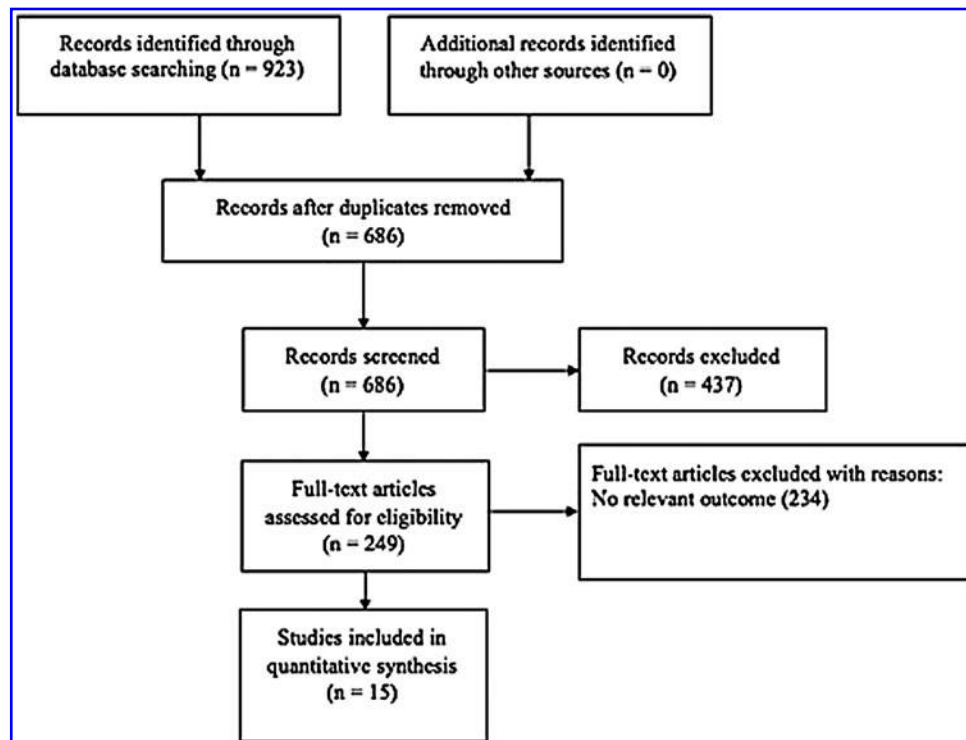 Records identified through
database searching (n = 923)
Additional records identified
through other sources (n = 0)
Records after duplicates removed
(n = 686)
Records screened
(n = 686)
Records excluded
(n = 437)
Full-text articles
assessed for eligibility
(n = 249)
Full-text articles excluded with reasons:
No relevant outcome (234)
Studies included in
quantitative synthesis
(n = 15)